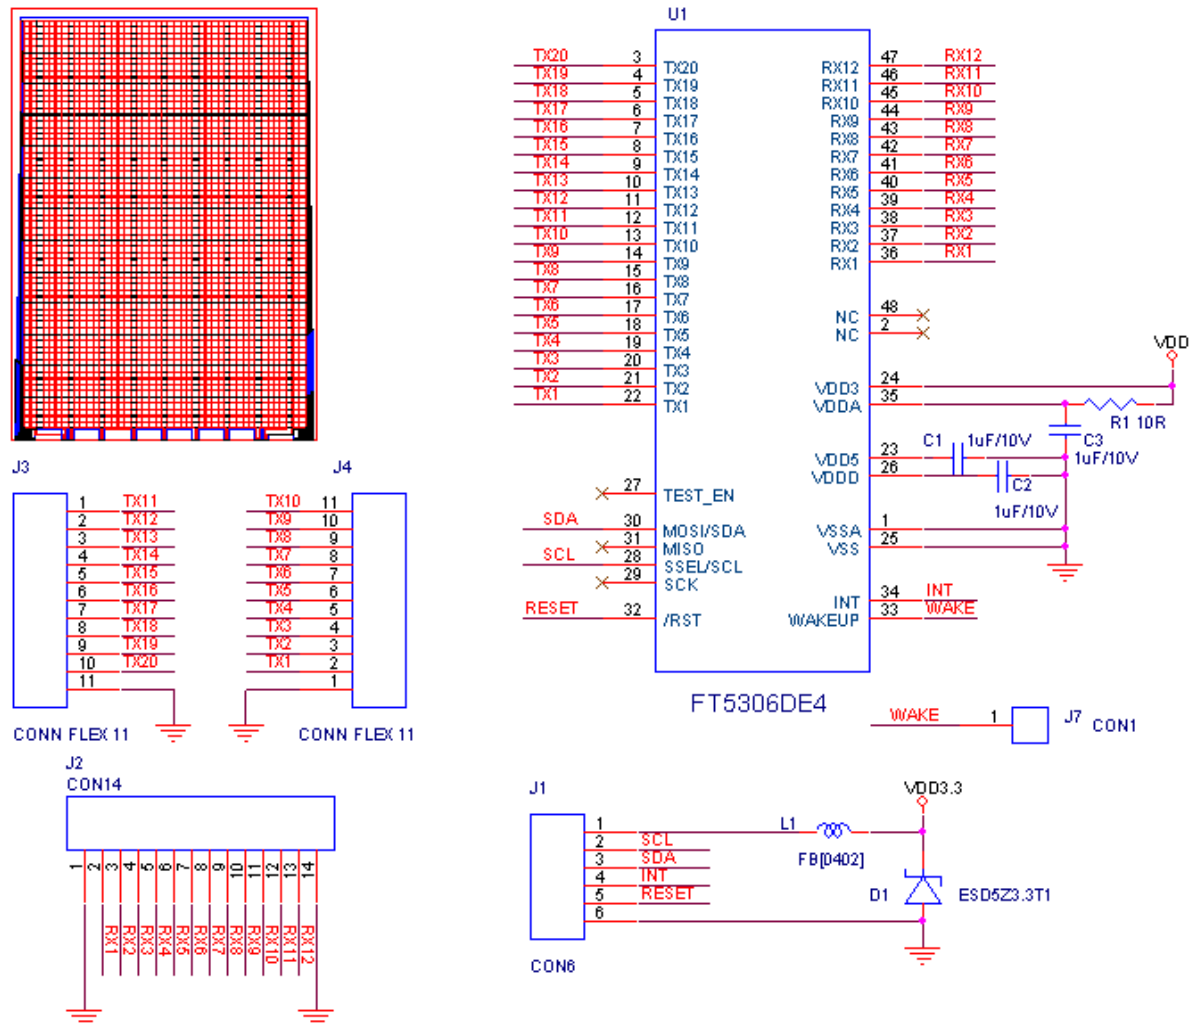 U1
TX20 3 TX20 RX12 47 RX12
TX19 4 TX19 RX11 46 RX11
TX18 5 TX18 RX10 45 RX10
TX17 6 TX17 RX9 44 RX9
TX16 7 TX16 RX8 43 RX8
TX15 8 TX15 RX7 42 RX7
TX14 9 TX14 RX6 41 RX6
TX13 10 TX13 RX5 40 RX5
TX12 11 TX12 RX4 39 RX4
TX11 12 TX11 RX3 38 RX3
TX10 13 TX10 RX2 37 RX2
TX9 14 TX9 RX1 36 RX1
TX8 15 TX8
TX7 16 TX7
TX6 17 TX6 NC 48
TX5 18 TX5 NC 2
TX4 19 TX4 VDD
TX3 20 TX3
TX2 21 TX2 VDD3 24
TX1 22 TX1 VDDA 35
R1 10R
C1 1uF/10V C3
VDD5 23 1uF/10V
VDDD 26 C2
1uF/10V
27 TEST_EN
SDA 30 MOSI/SDA VSSA 1
31 MISO VSS 25
SCL 28 SSEL/SCL
29 SCK
INT 34 INT
RESET 32 /RST WAKEUP 33 WAKE
FT5306DE4
WAKE 1 J7 CON1
J3 J4
1 TX11 TX10 11
2 TX12 TX9 10
3 TX13 TX8 9
4 TX14 TX7 8
5 TX15 TX6 7
6 TX16 TX5 6
7 TX17 TX4 5
8 TX18 TX3 4
9 TX19 TX2 3
10 TX20 TX1 2
11 1
CONN FLEX 11 CONN FLEX 11
J2
CON14
1 2 3 4 5 6 7 8 9 10 11 12 13 14
RX1 RX2 RX3 RX4 RX5 RX6 RX7 RX8 RX9 RX10 RX11 RX12
J1 VDD3.3
1 L1
2 SCL
3 SDA FB[0402]
4 INT
5 RESET D1 ESD5Z3.3T1
6
CON6